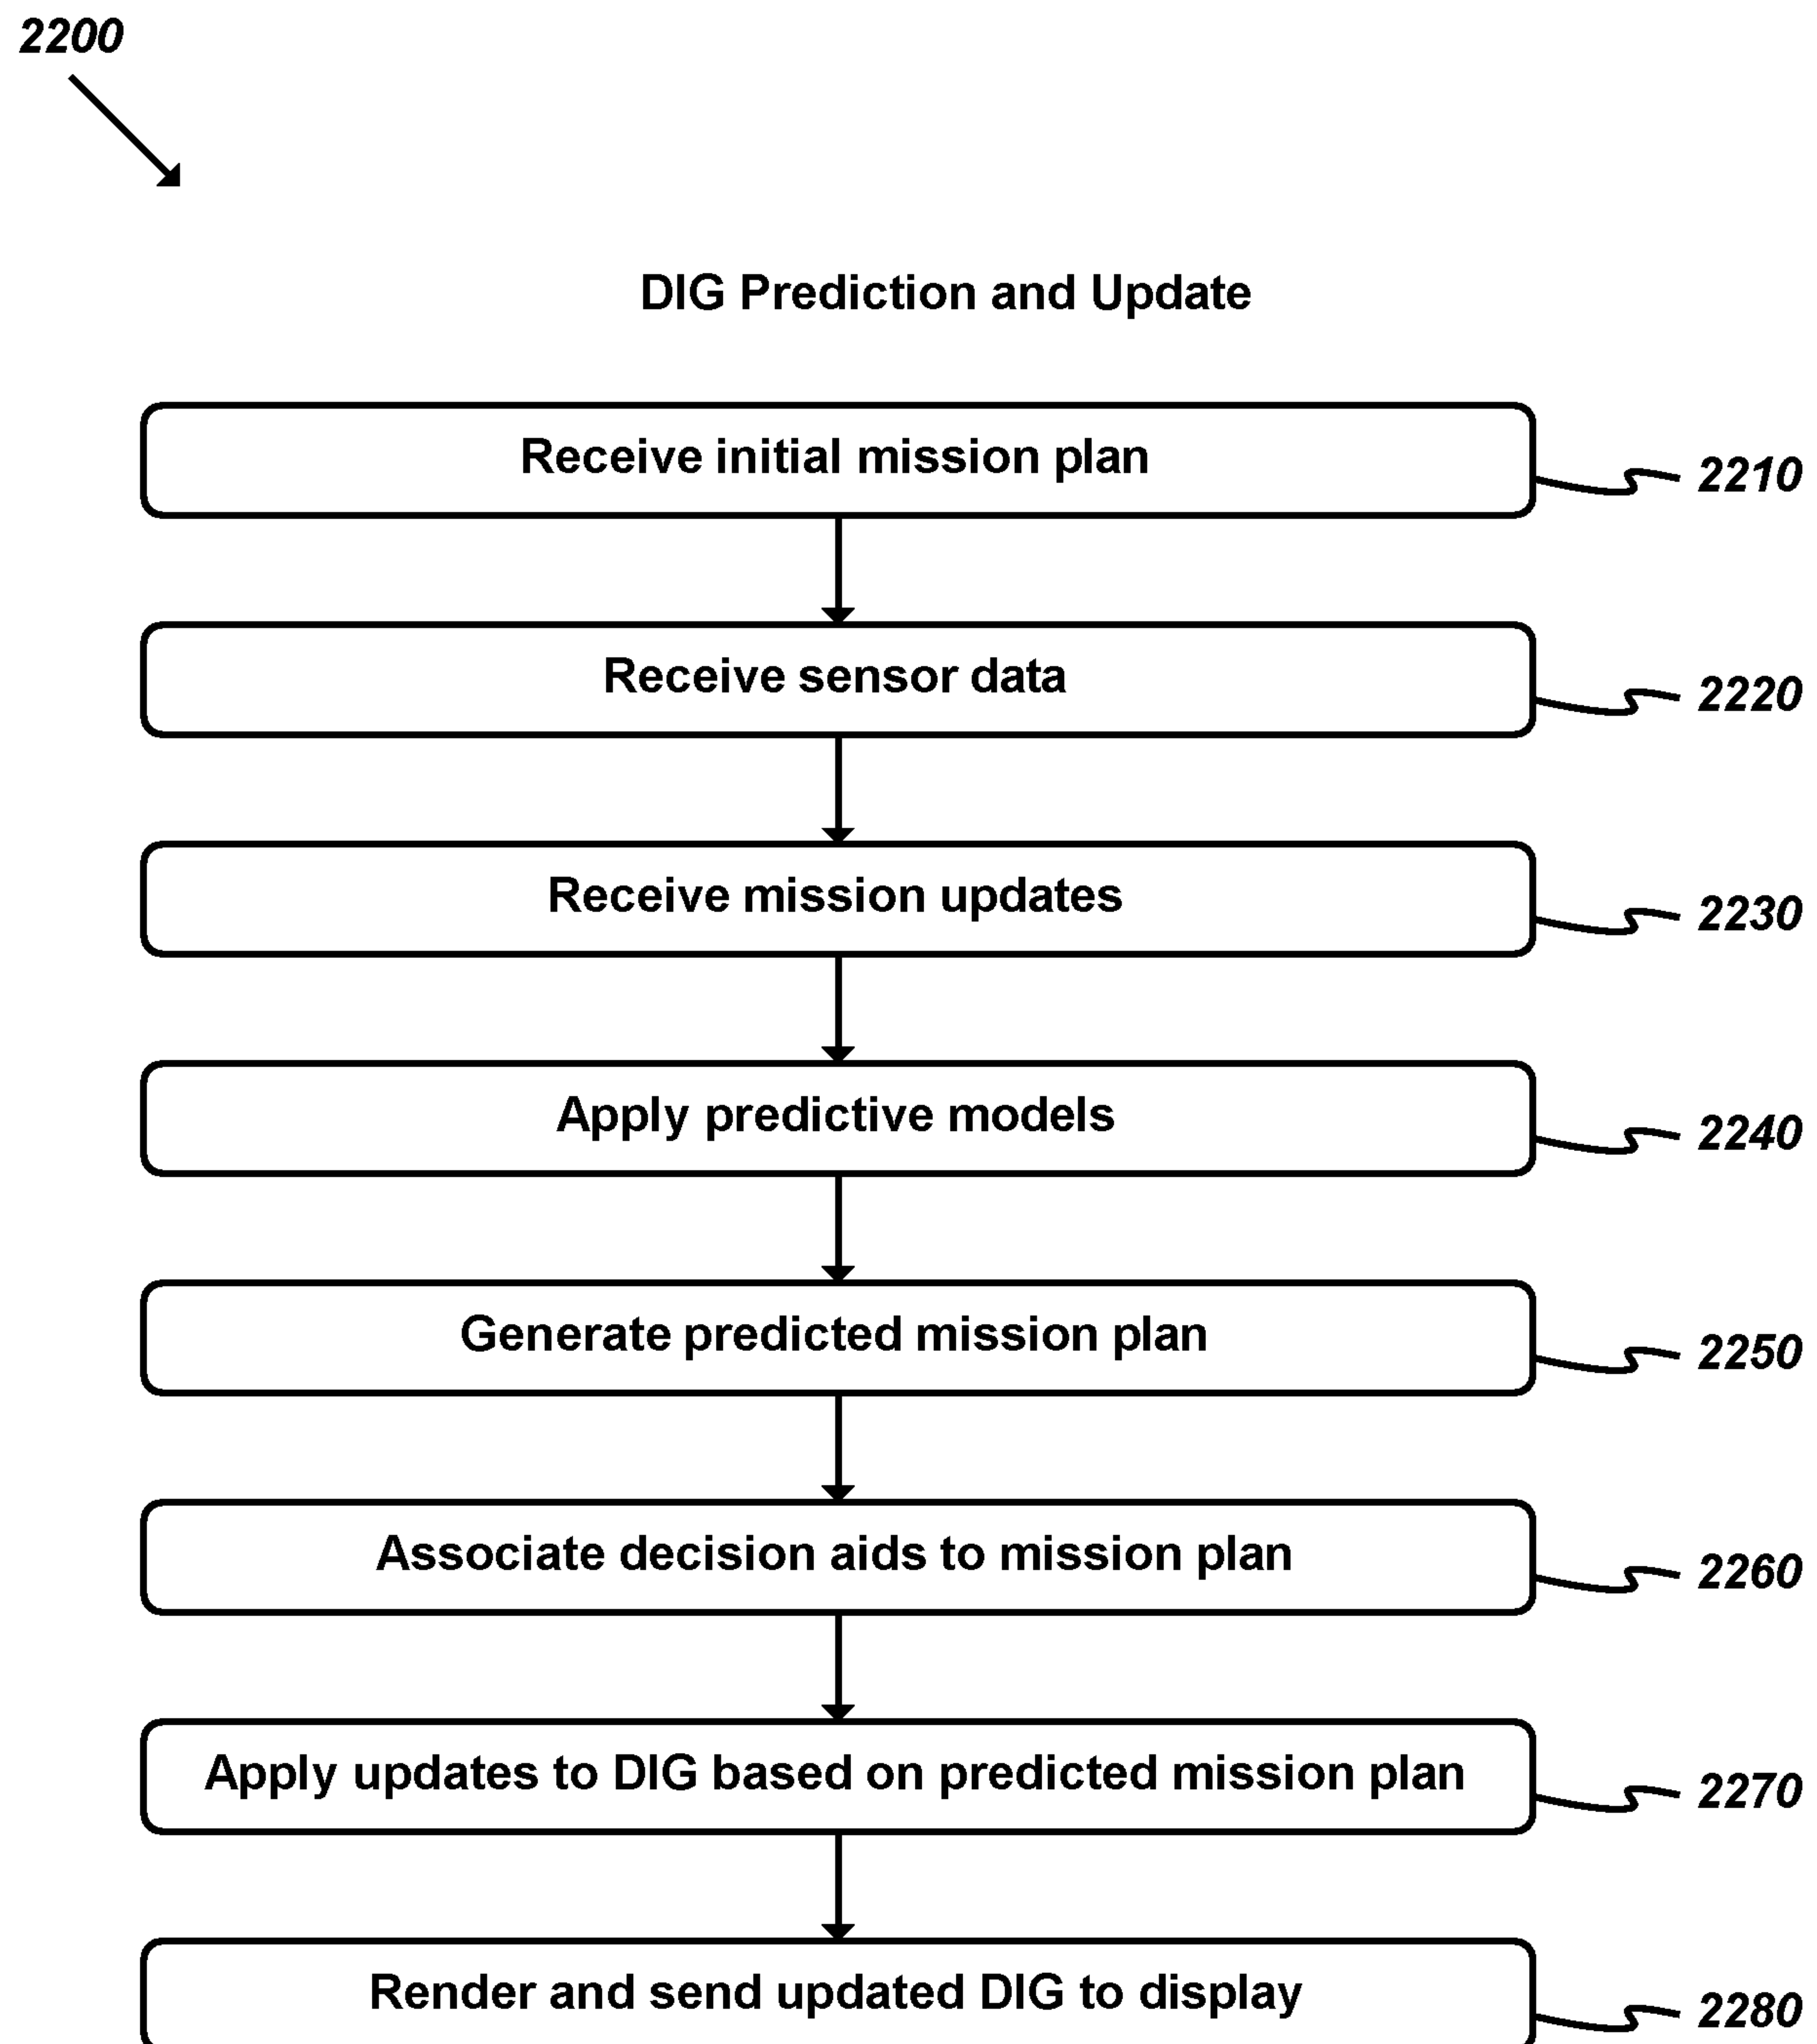 2200
DIG Prediction and Update
Receive initial mission plan
2210
Receive sensor data
2220
Receive mission updates
2230
Apply predictive models
2240
Generate predicted mission plan
2250
Associate decision aids to mission plan
2260
Apply updates to DIG based on predicted mission plan
2270
Render and send updated DIG to display
2280